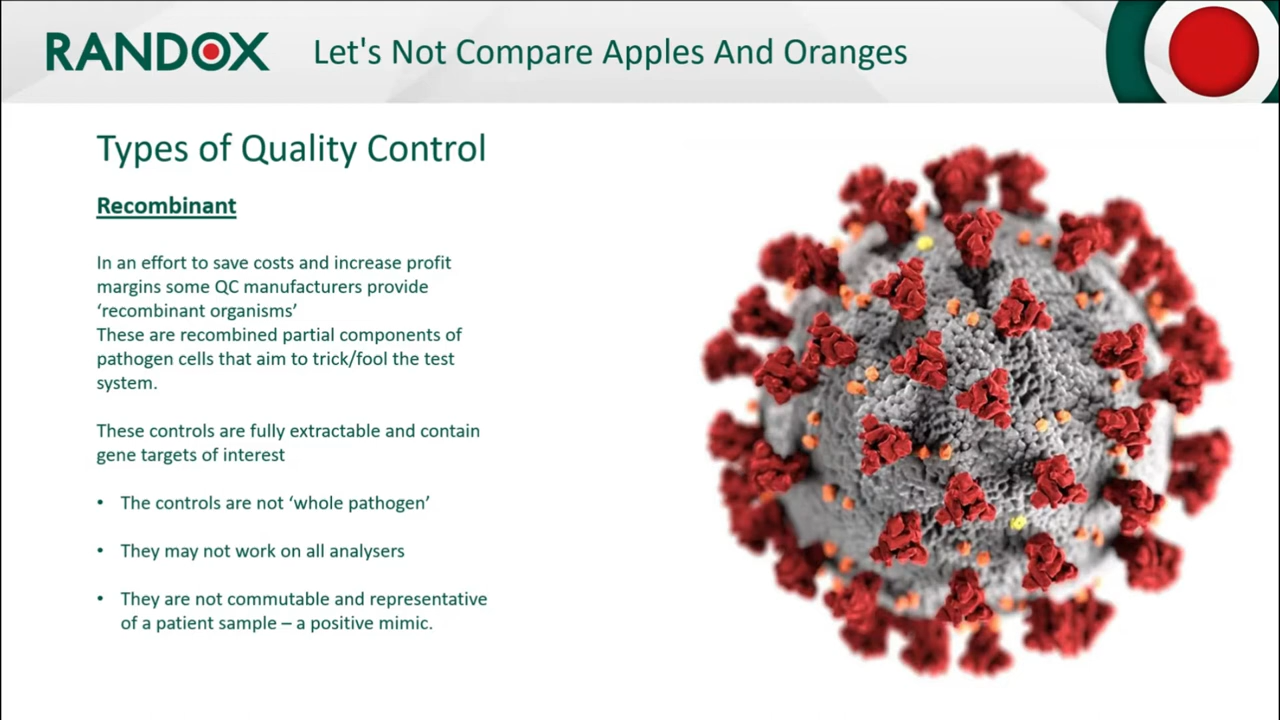 RANDOX
Let's Not Compare Apples And Oranges
Types of Quality Control
Recombinant
In an effort to save costs and increase profit
margins some QC manufacturers provide
‘recombinant organisms’
These are recombined partial components of
pathogen cells that aim to trick/fool the test
system.
These controls are fully extractable and contain
gene targets of interest
• The controls are not ‘whole pathogen’
• They may not work on all analysers
• They are not commutable and representative
of a patient sample – a positive mimic.